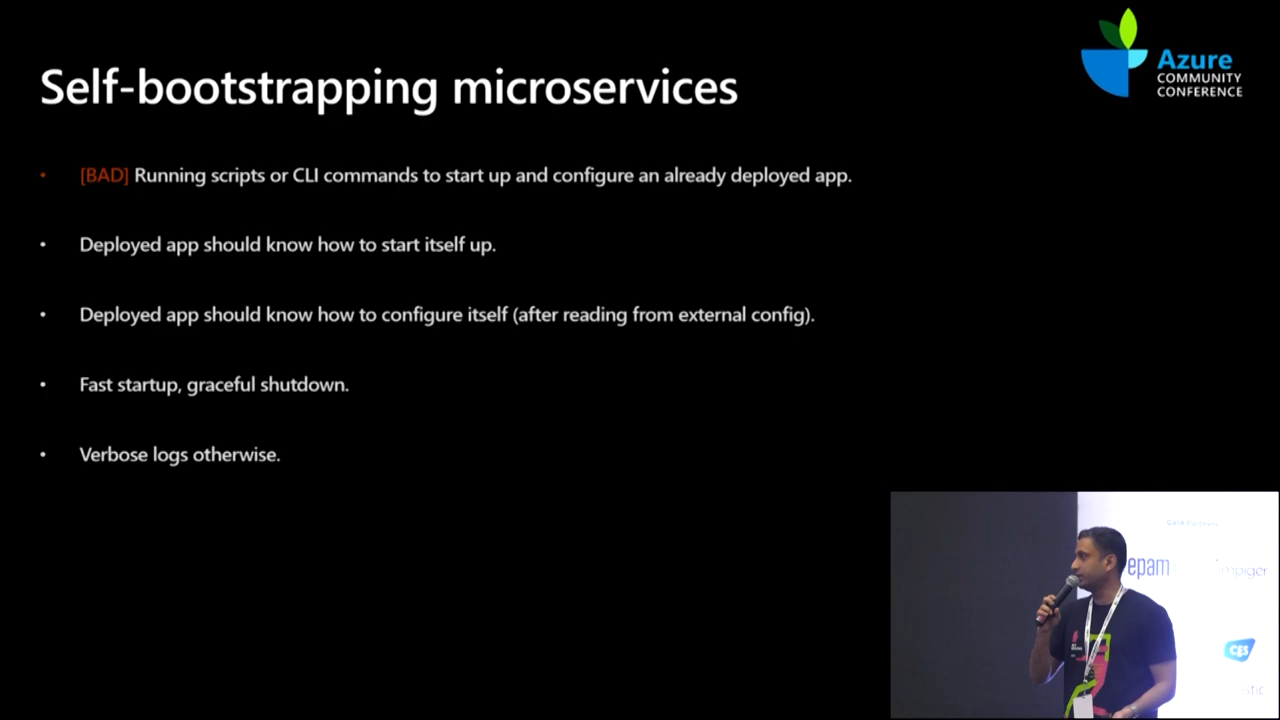 Self-bootstrapping microservices
Azure
COMMUNITY
CONFERENCE
• [BAD] Running scripts or CLI commands to start up and configure an already deployed app.
• Deployed app should know how to start itself up.
• Deployed app should know how to configure itself (after reading from external config).
• Fast startup, graceful shutdown.
• Verbose logs otherwise.
epam